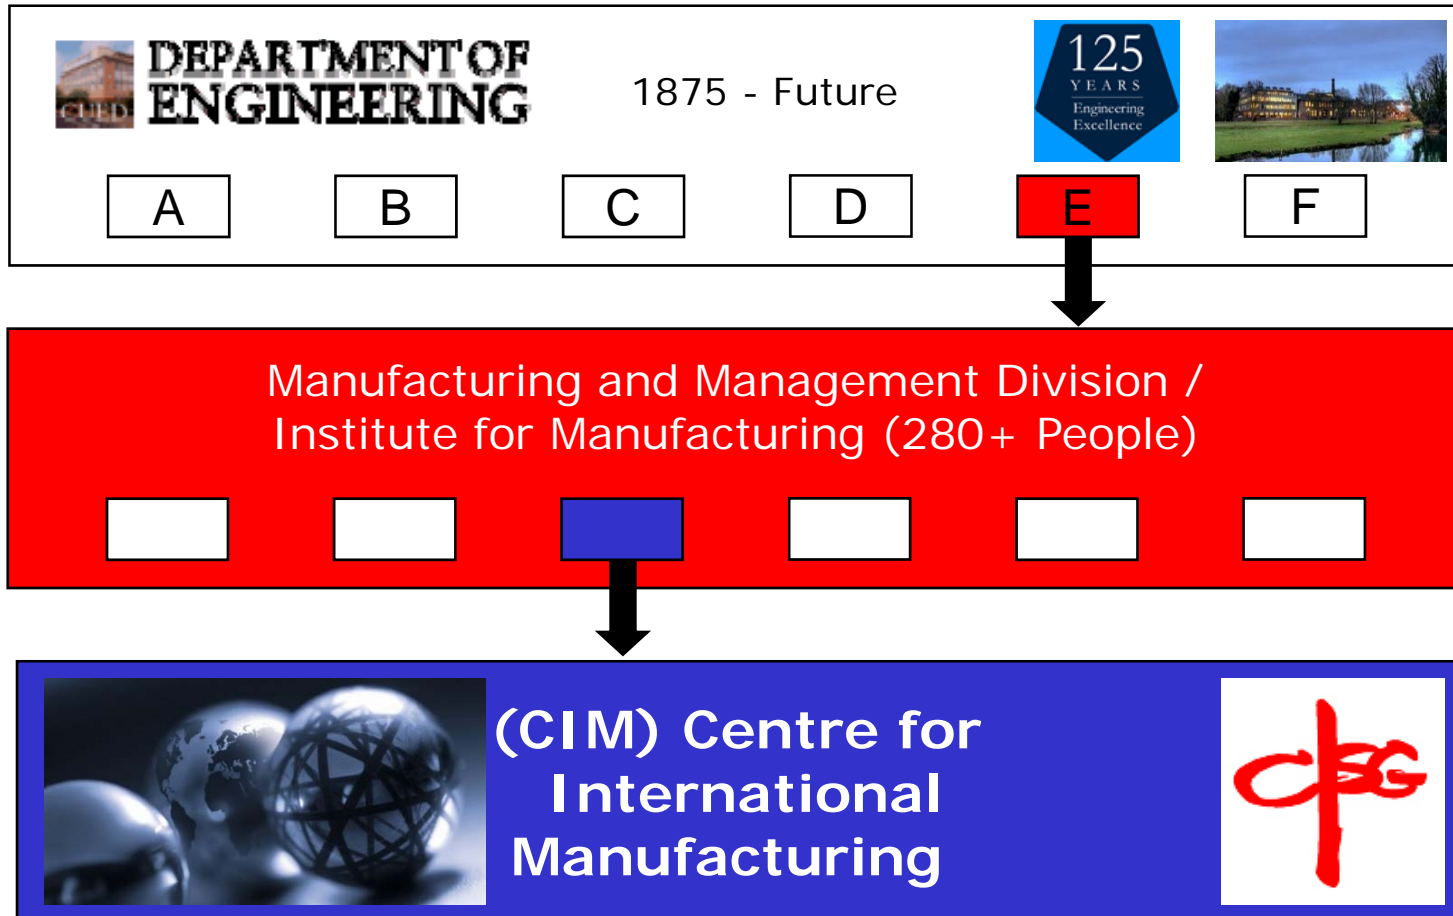 CUED
DEPARTMENT OF
ENGINEERING
1875 - Future
125
YEARS
Engineering
Excellence
A
B
C
D
E
F
Manufacturing and Management Division /
Institute for Manufacturing (280+ People)
(CIM) Centre for
International
Manufacturing